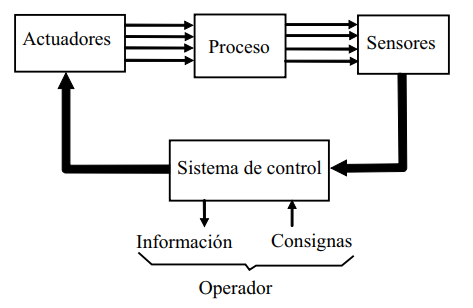 Actuadores
Proceso
Sensores
Sistema de control
Información
Consignas
Operador